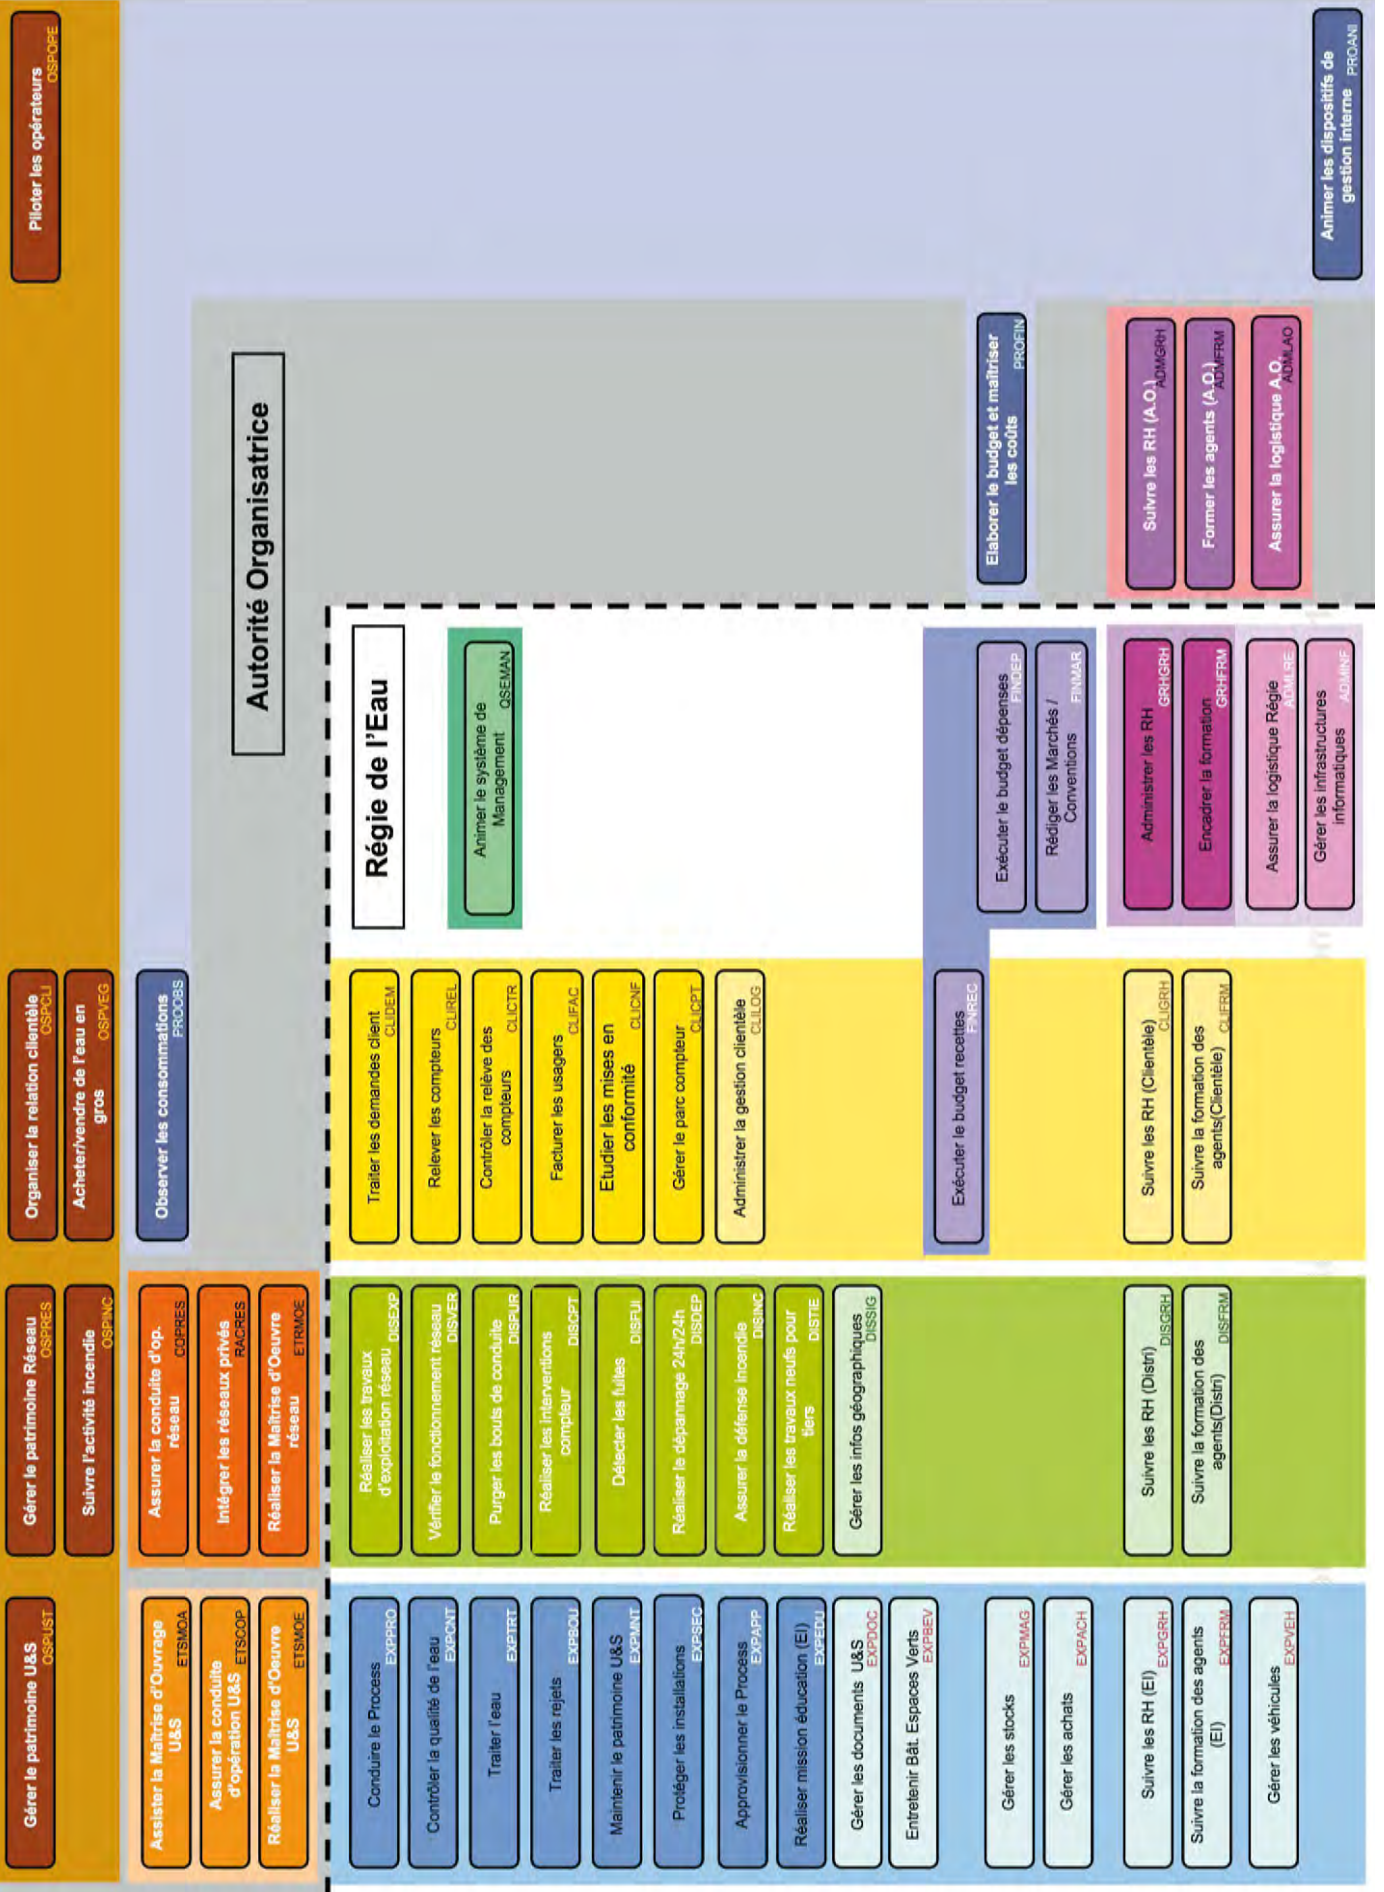 Gérer le patrimoine U&S
OSPUST
Gérer le patrimoine Réseau
OSPRES
Organiser la relation clientèle
OSPCLI
Piloter les opérateurs
OSPOPE
Suivre l'activité incendie
OSPINC
Acheter/vendre de l'eau en
gros
OSPVEG
Assister la Maîtrise d'Ouvrage
U&S
ETSMOA
Assurer la conduite d'op.
réseau
COPRES
Observer les consommations
PROOBS
Assurer la conduite
d'opération U&S
ETSCOP
Intégrer les réseaux privés
RACRES
Réaliser la Maîtrise d'Oeuvre
U&S
ETSMOE
Réaliser la Maîtrise d'Oeuvre
réseau
ETRMOE
Autorité Organisatrice
Régie de l'Eau
Conduire le Process
EXPPRO
Réaliser les travaux
d'exploitation réseau
DISEXP
Traiter les demandes client
CLIDEM
Contrôler la qualité de l'eau
EXPCNT
Vérifier le fonctionnement réseau
DISVER
Relever les compteurs
CLIREL
Traiter l'eau
EXPTRT
Purger les bouts de conduite
DISPUR
Contrôler la relève des
compteurs
CLICTR
Animer le système de
Management
QSEMAN
Traiter les rejets
EXPBOU
Réaliser les interventions
compteur
DISCPT
Facturer les usagers
CLIFAC
Maintenir le patrimoine U&S
EXPMNT
Détecter les fuites
DISFUI
Etudier les mises en
conformité
CLICNF
Protéger les installations
EXPSEC
Réaliser le dépannage 24h/24h
DISDEP
Gérer le parc compteur
CLICPT
Approvisionner le Process
EXPAPP
Assurer la défense Incendie
DISINC
Administrer la gestion clientèle
CLILOG
Réaliser mission éducation (EI)
EXPEDU
Réaliser les travaux neufs pour
tiers
DISTIE
Gérer les documents U&S
EXPDOC
Gérer les infos géographiques
DISSIG
Entretenir Bât. Espaces Verts
EXPBEV
Exécuter le budget recettes
FINREC
Gérer les stocks
EXPMAG
Exécuter le budget dépenses
FINDEP
Elaborer le budget et maîtriser
les coûts
PROFIN
Gérer les achats
EXPACH
Rédiger les Marchés /
Conventions
FINMAR
Suivre les RH (EI)
EXPGRH
Suivre les RH (Distri)
DISGRH
Suivre les RH (Clientèle)
CLIGRH
Administrer les RH
GRHGRH
Suivre les RH (A.O.)
ADMGRH
Suivre la formation des agents
(EI)
EXPFRM
Suivre la formation des
agents(Distri)
DISFRM
Suivre la formation des
agents(Clientèle)
CLIFRM
Encadrer la formation
GRHFRM
Former les agents (A.O.)
ADMFRM
Gérer les véhicules
EXPVEH
Assurer la logistique Régie
ADMLRE
Assurer la logistique A.O.
ADMLAO
Gérer les infrastructures
informatiques
ADMINF
Animer les dispositifs de
gestion interne
PROANI